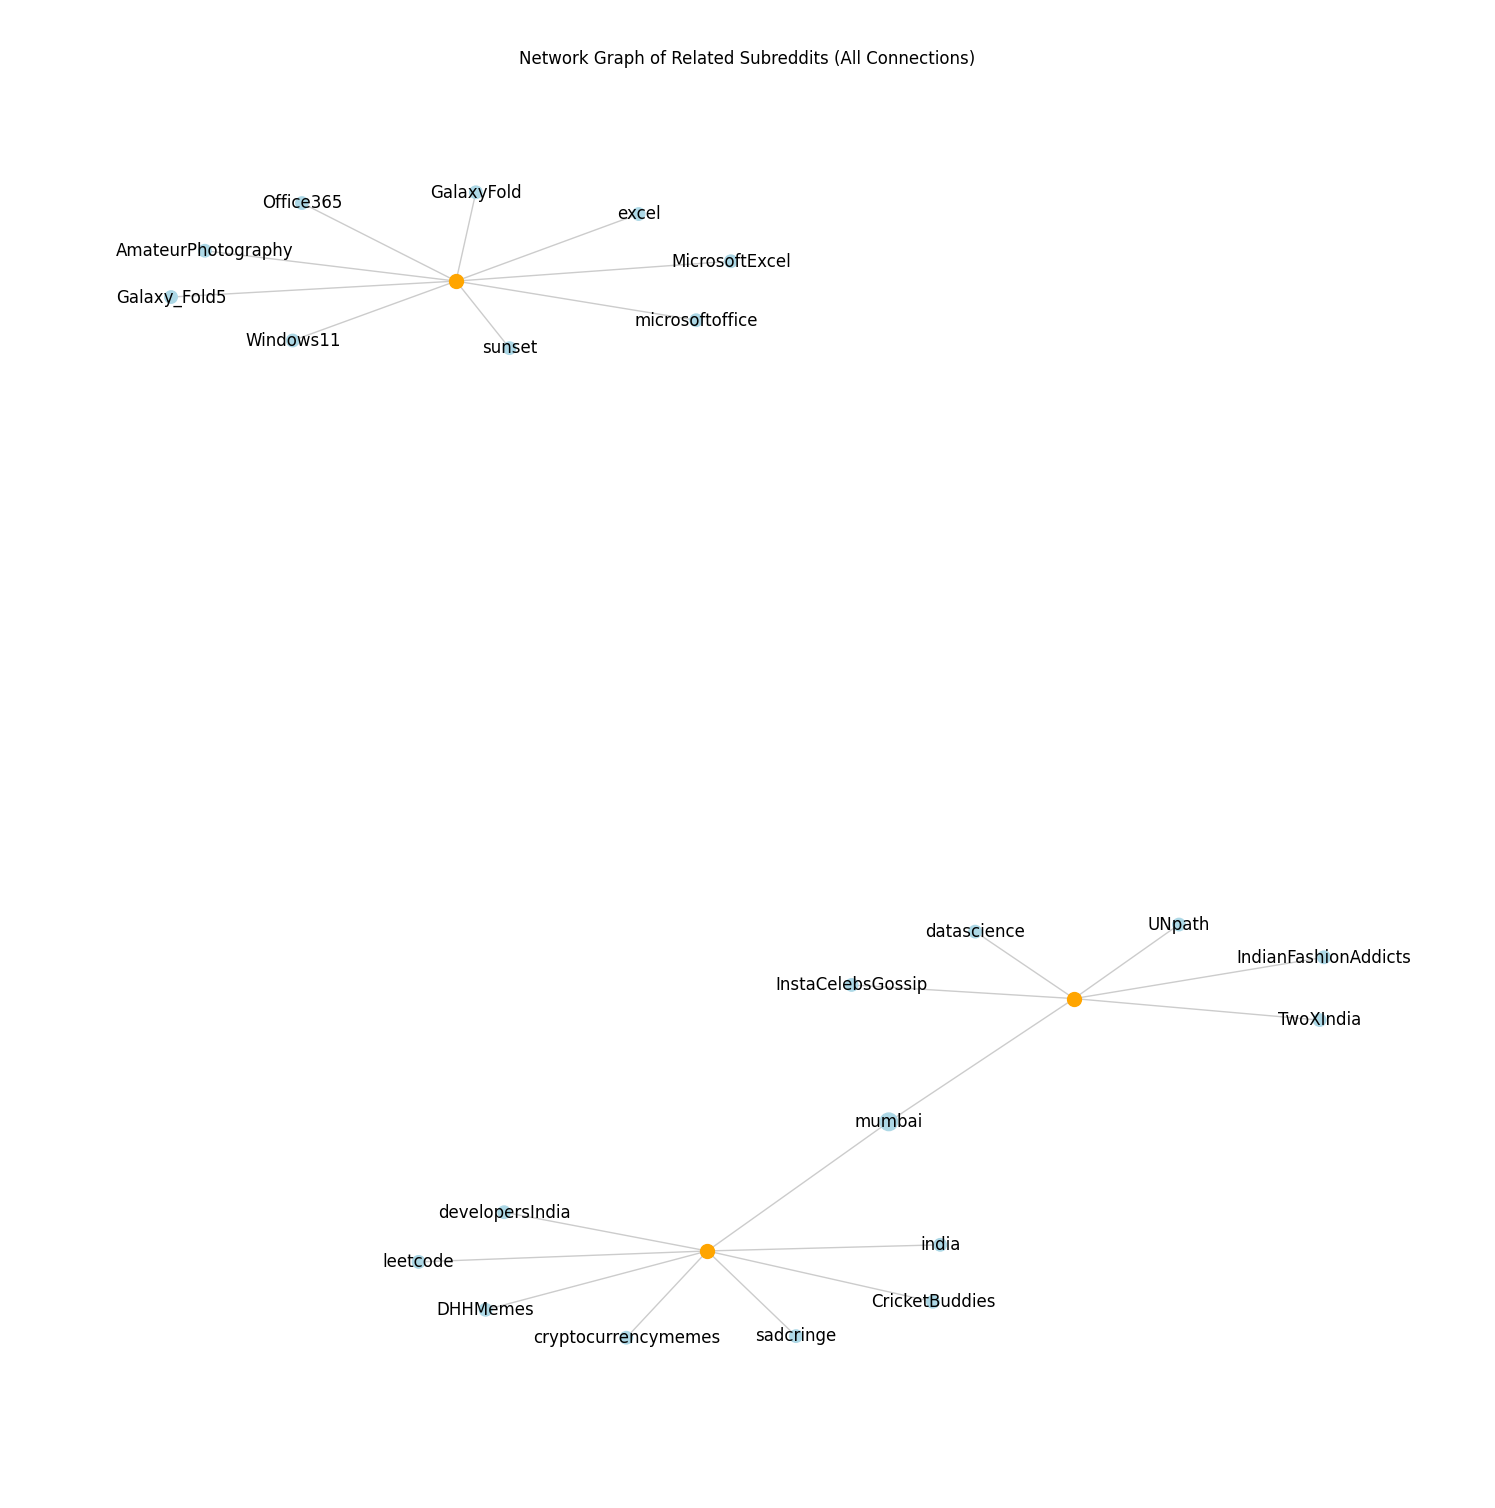 Network Graph of Related Subreddits (All Connections)
GalaxyFold
Office365
excel
AmateurPhotography
MicrosoftExcel
Galaxy_Fold5
microsoftoffice
Windows11
sunset
UNpath
datascience
IndianFashionAddicts
InstaCelebsGossip
TwoXIndia
mumbai
developersIndia
india
leetcode
CricketBuddies
DHHMemes
sadcringe
cryptocurrencymemes